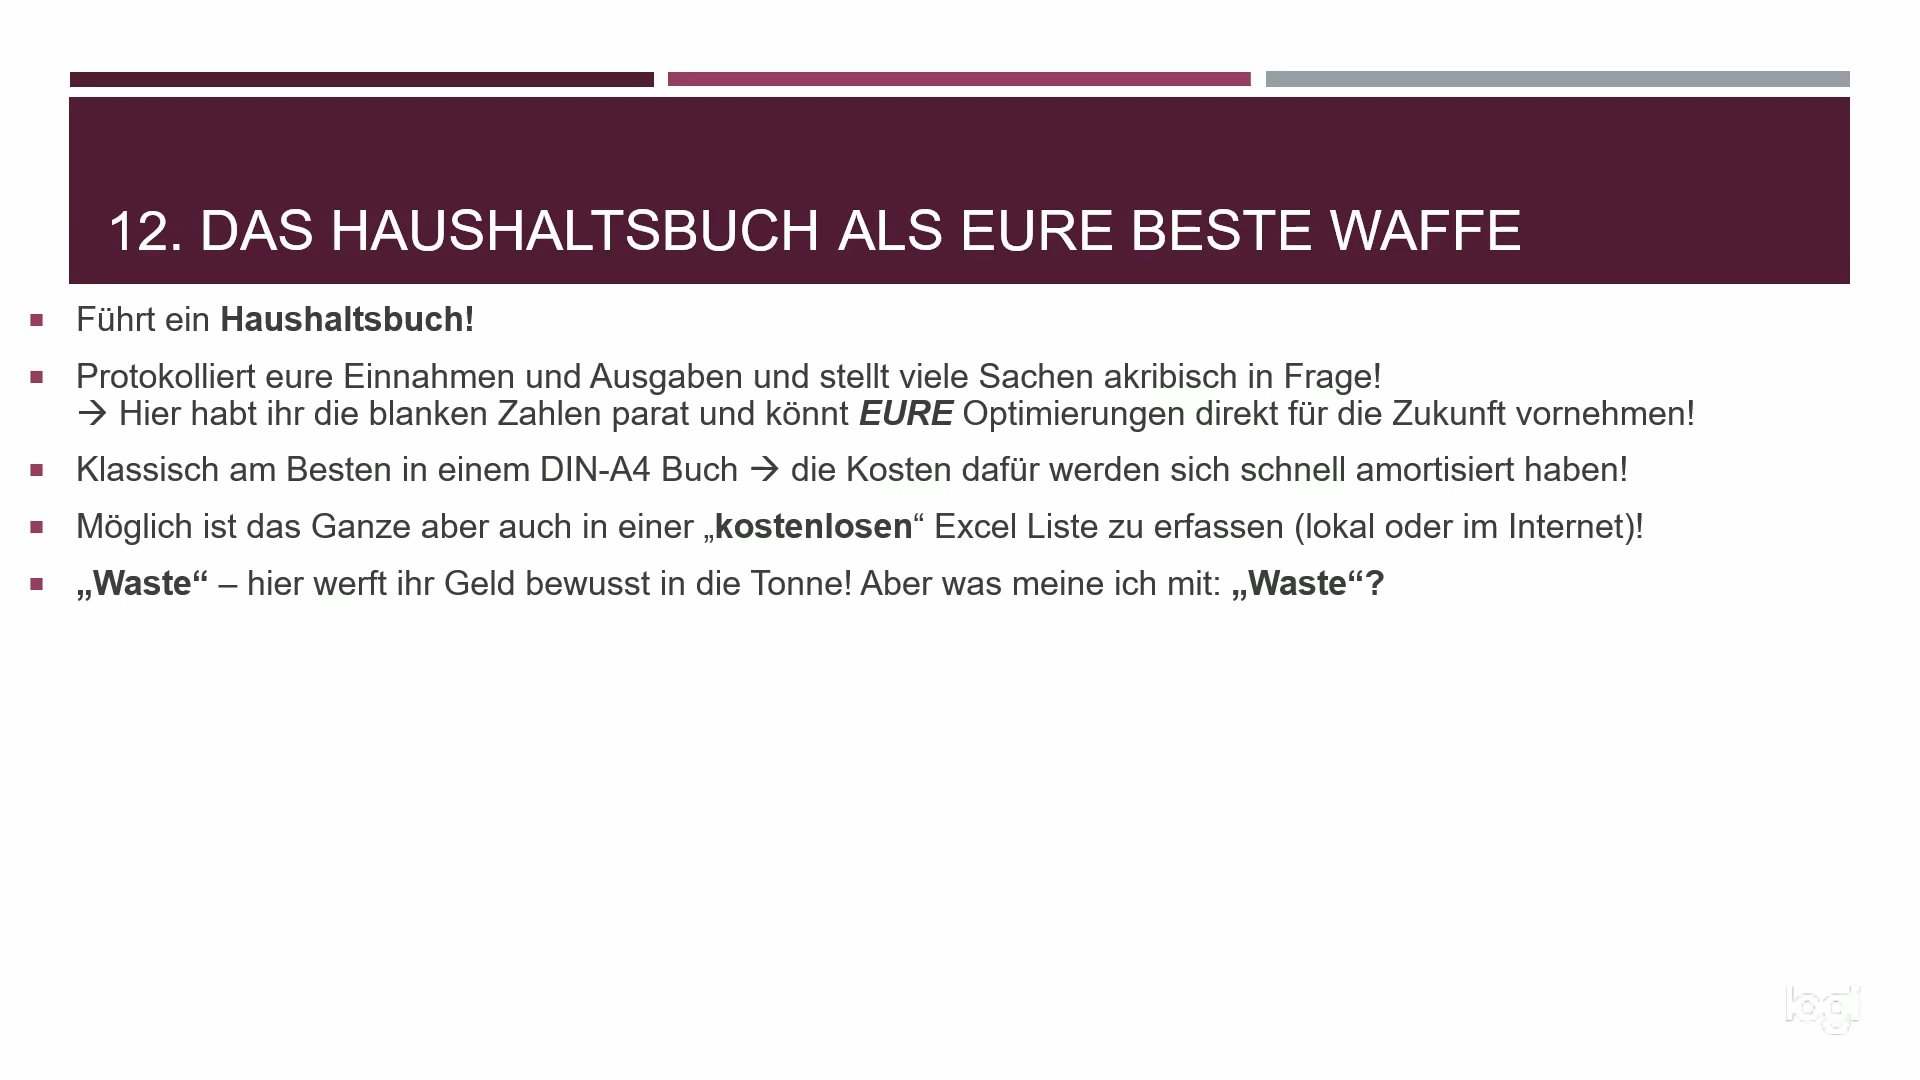 12. DAS HAUSHALTSBUCH ALS EURE BESTE WAFFE
▪ Führt ein Haushaltsbuch!
▪ Protokolliert eure Einnahmen und Ausgaben und stellt viele Sachen akribisch in Frage!
→ Hier habt ihr die blanken Zahlen parat und könnt EURE Optimierungen direkt für die Zukunft vornehmen!
▪ Klassisch am Besten in einem DIN-A4 Buch → die Kosten dafür werden sich schnell amortisiert haben!
▪ Möglich ist das Ganze aber auch in einer „kostenlosen“ Excel Liste zu erfassen (lokal oder im Internet)!
▪ „Waste“ – hier werft ihr Geld bewusst in die Tonne! Aber was meine ich mit: „Waste“?
logi